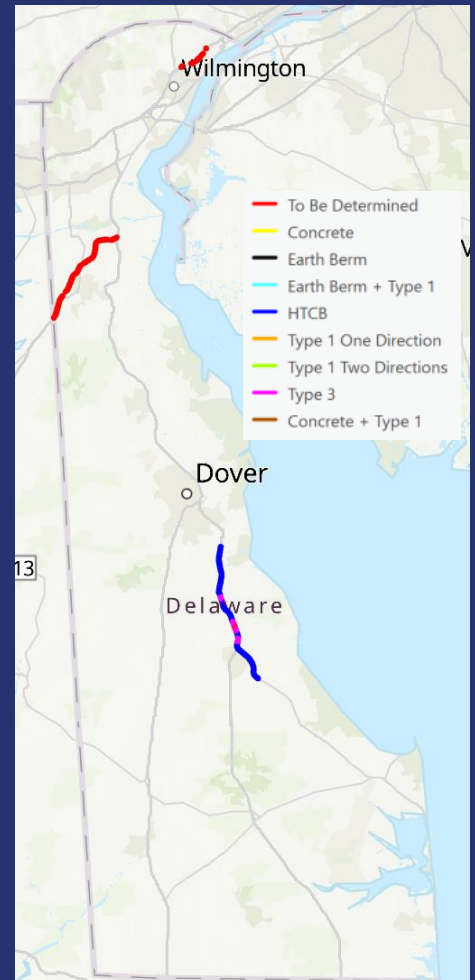 Wilmington
To Be Determined
Concrete
Earth Berm
Earth Berm + Type 1
HTCB
Type 1 One Direction
Type 1 Two Directions
Type 3
Concrete + Type 1
V
Dover
13
Delaware